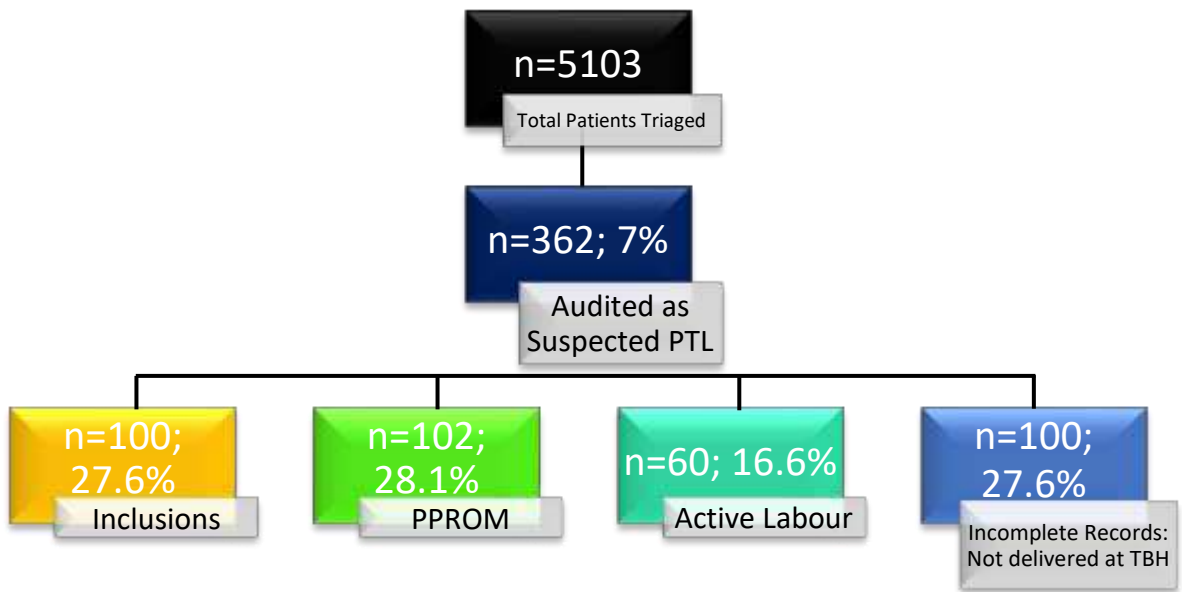 n=5103
Total Patients Triaged
n=362; 7%
Audited as
Suspected PTL
n=100;
27.6%
Inclusions
n=102;
28.1%
PPROM
n=60; 16.6%
Active Labour
n=100;
27.6%
Incomplete Records:
Not delivered at TBH